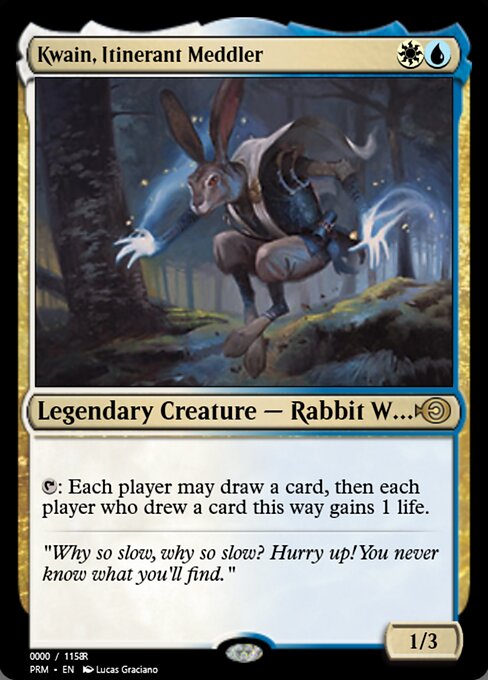 Kwain, Itinerant Meddler
Legendary Creature — Rabbit W...
: Each player may draw a card, then each
player who drew a card this way gains 1 life.
"Why so slow, why so slow? Hurry up! You never
know what you'll find."
1/3
0000 / 1158R
PRM • EN Lucas Graciano